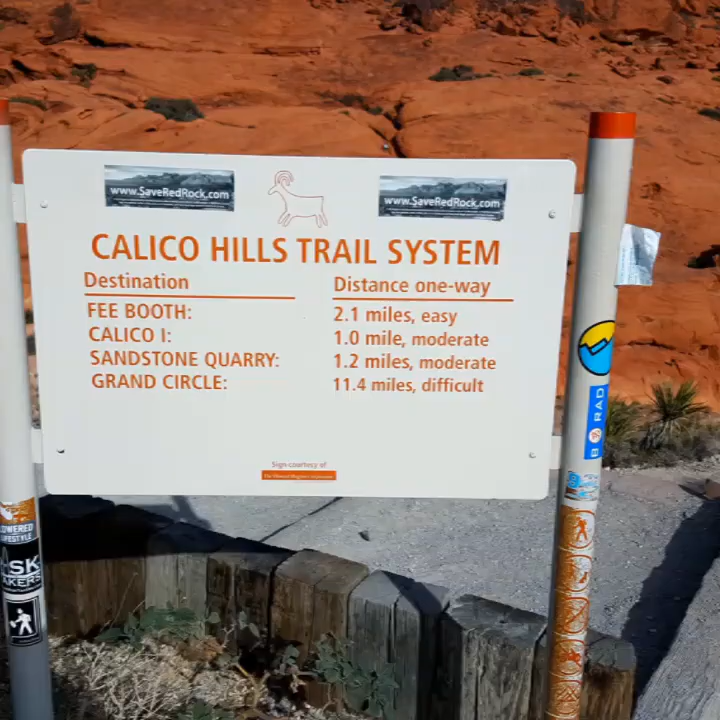 www.SaveRedRock.com
www.SaveRedRock.com
CALICO HILLS TRAIL SYSTEM
Destination Distance one-way
FEE BOOTH: 2.1 miles, easy
CALICO I: 1.0 mile, moderate
SANDSTONE QUARRY: 1.2 miles, moderate
GRAND CIRCLE: 11.4 miles, difficult
Sign courtesy of
RAD